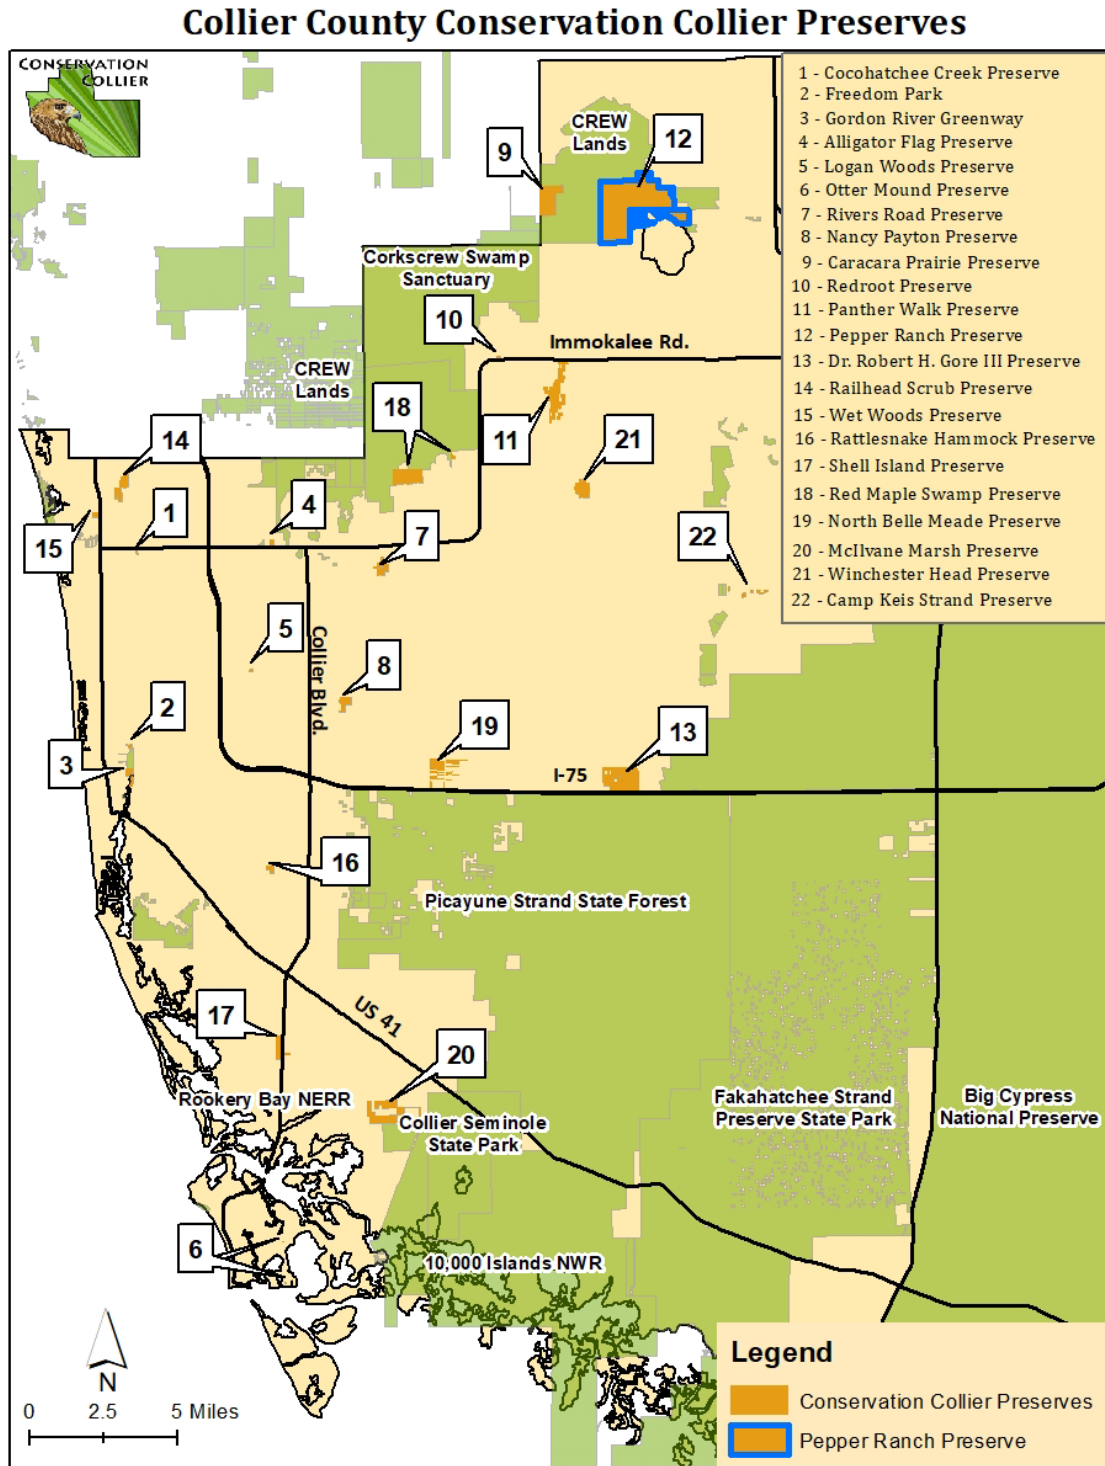 Collier County Conservation Collier Preserves
CONSERVATION
COLLIER
1 - Cocohatchee Creek Preserve
2 - Freedom Park
3 - Gordon River Greenway
4 - Alligator Flag Preserve
5 - Logan Woods Preserve
6 - Otter Mound Preserve
7 - Rivers Road Preserve
8 - Nancy Payton Preserve
9 - Caracara Prairie Preserve
10 - Redroot Preserve
11 - Panther Walk Preserve
12 - Pepper Ranch Preserve
13 - Dr. Robert H. Gore III Preserve
14 - Railhead Scrub Preserve
15 - Wet Woods Preserve
16 - Rattlesnake Hammock Preserve
17 - Shell Island Preserve
18 - Red Maple Swamp Preserve
19 - North Belle Meade Preserve
20 - McIlvane Marsh Preserve
21 - Winchester Head Preserve
22 - Camp Keis Strand Preserve
CREW
Lands
12
9
Corkscrew Swamp
Sanctuary
10
Immokalee Rd.
CREW
Lands
18
11
21
14
4
1
15
7
22
5
Collier Blvd.
8
2
19
13
3
I-75
16
Picayune Strand State Forest
17
US 41
20
Rookery Bay NERR
Collier Seminole
State Park
Fakahatchee Strand
Preserve State Park
Big Cypress
National Preserve
6
10,000 Islands NWR
N
0 2.5 5 Miles
Legend
Conservation Collier Preserves
Pepper Ranch Preserve